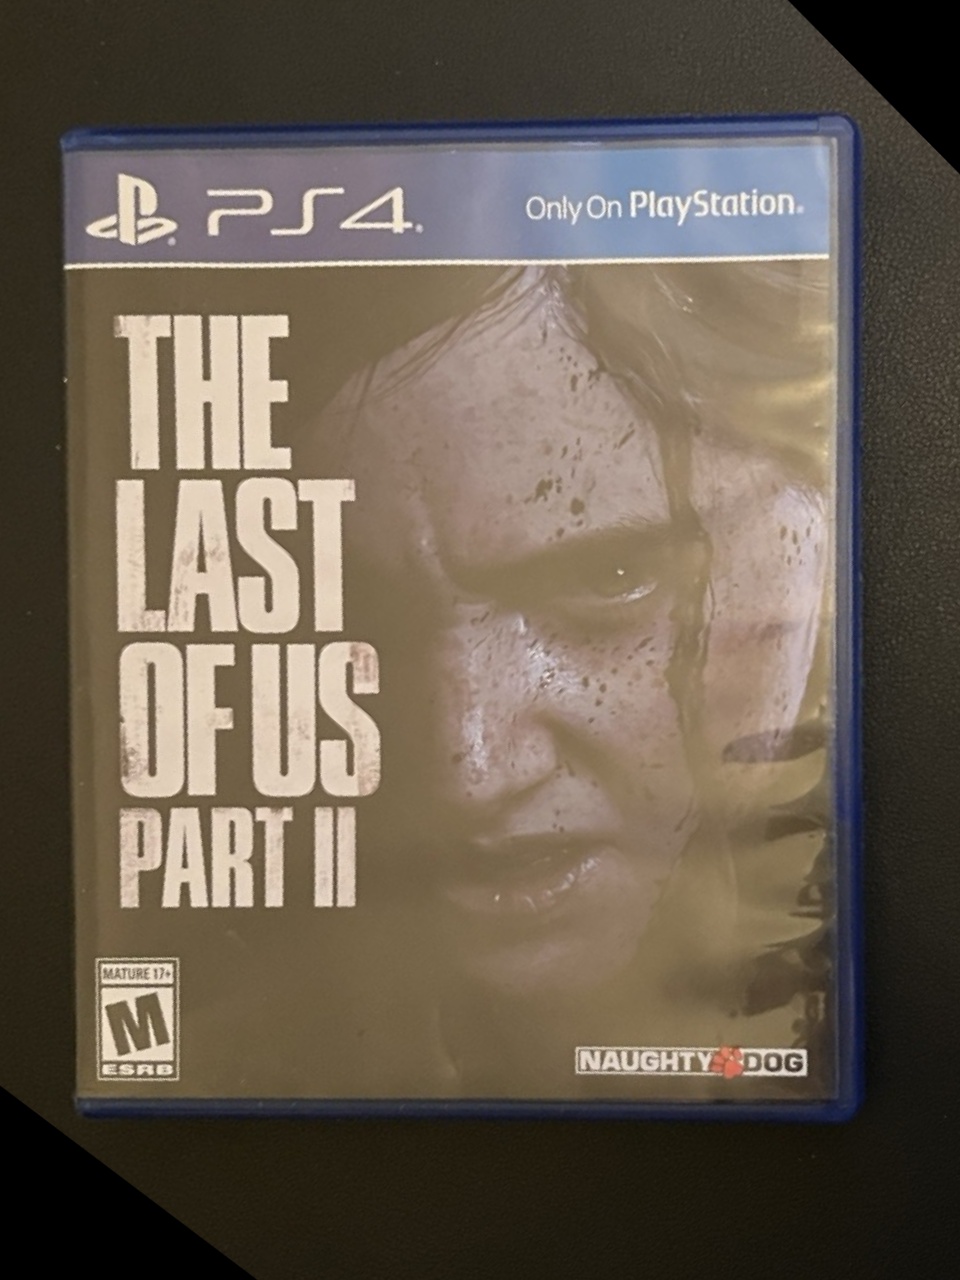 PS4
Only On PlayStation
THE
LAST
OF US
PART II
MATURE 17+
M
ESRB
NAUGHTY DOG